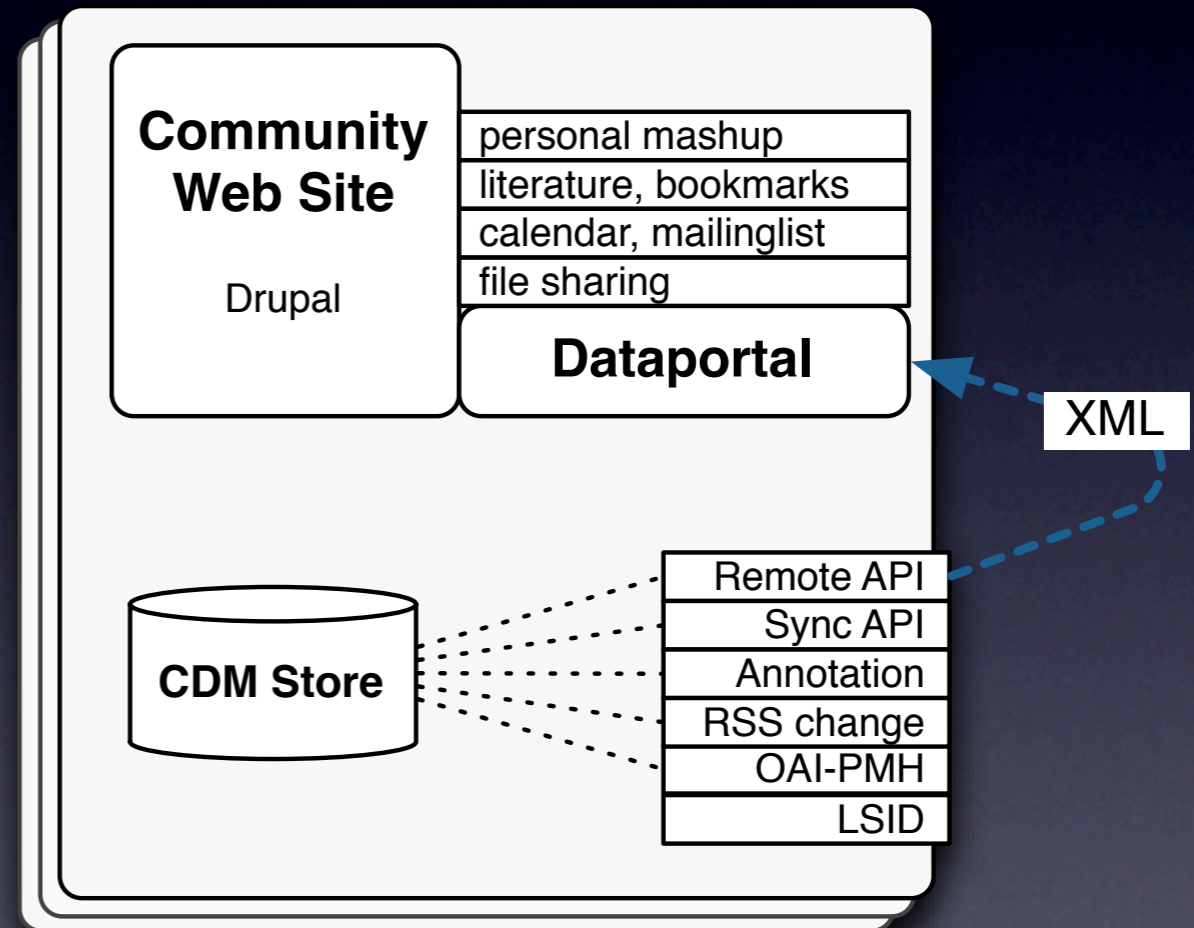 Community
Web Site
Drupal
personal mashup
literature, bookmarks
calendar, mailinglist
file sharing
Dataportal
XML
CDM Store
Remote API
Sync API
Annotation
RSS change
OAI-PMH
LSID